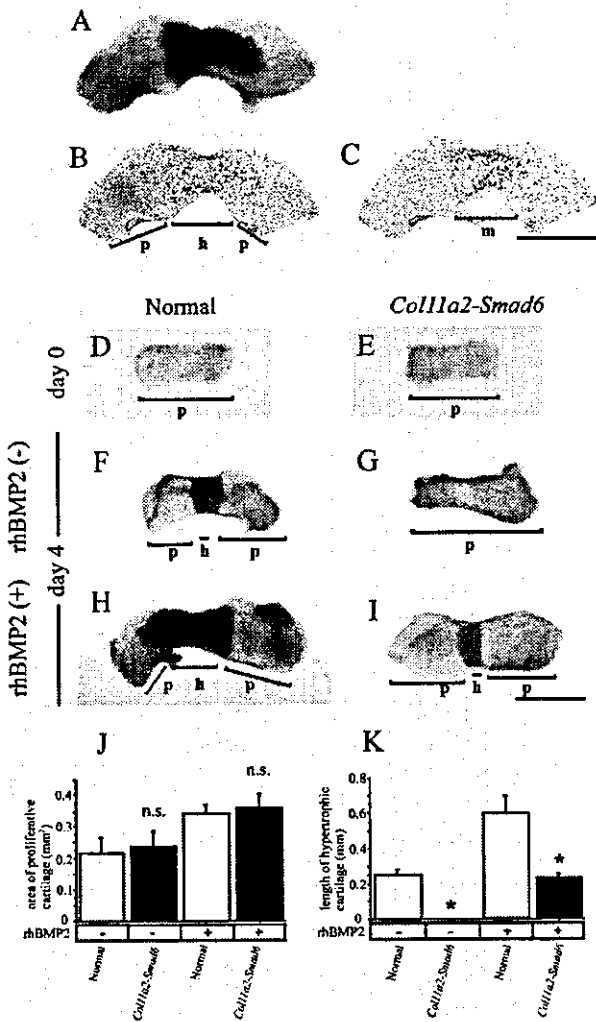 A
B
C
p h p
m
Normal Col11a2-Smad6
day 0
D
E
p
p
rhBMP2 (-)
day 4
F
G
p h p
p
rhBMP2 (+)
H
I
p h p
p h p
J
n.s.
n.s.
area of proliferative
cartilage (mm²)
0.4
0.3
0.2
0.1
0
rhBMP2 - - + +
Normal
Col11a2-Smad6
Normal
Col11a2-Smad6
K
length of hypertrophic
cartilage (mm)
0.8
0.6
0.4
0.2
0
*
*
rhBMP2 - - + +
Normal
Col11a2-Smad6
Normal
Col11a2-Smad6